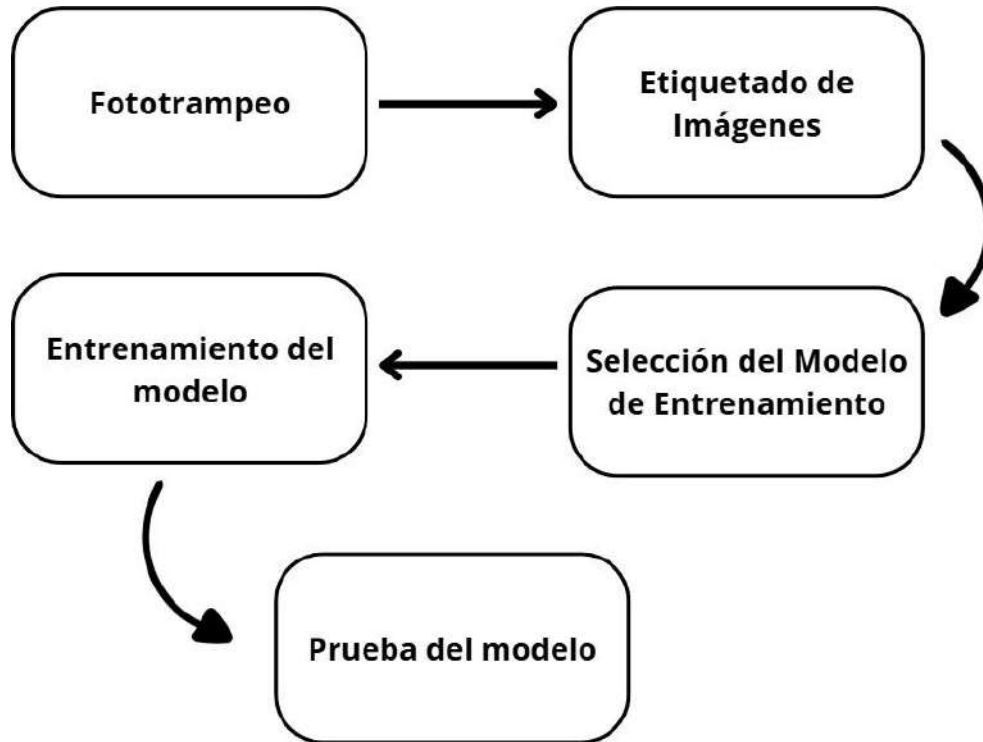 Fototrampeo
Etiquetado de
Imágenes
Selección del Modelo
de Entrenamiento
Entrenamiento del
modelo
Prueba del modelo